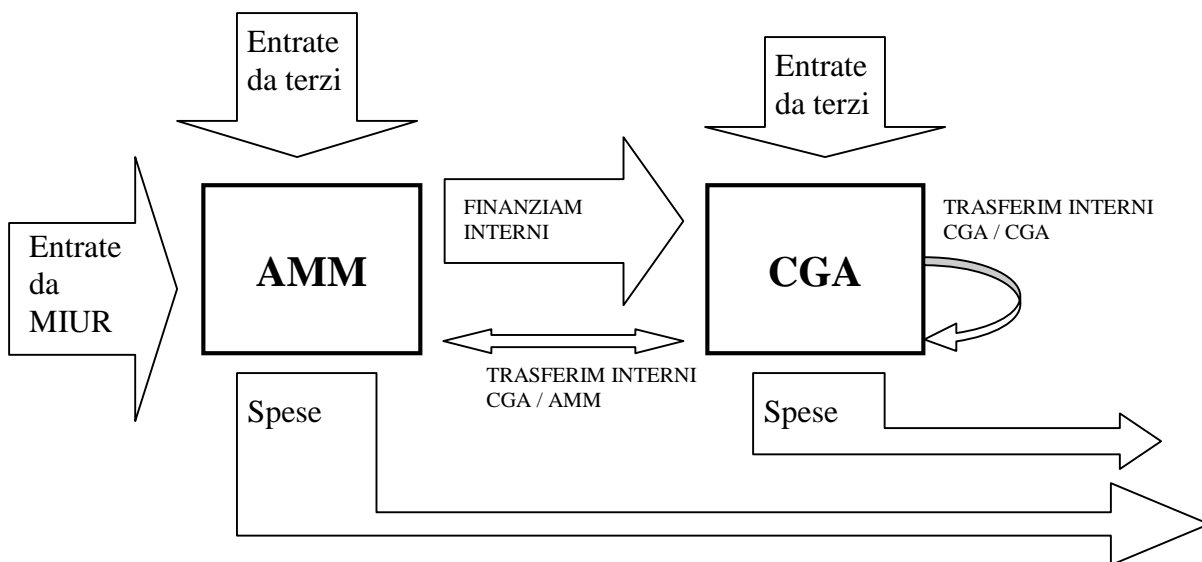 Entrate
da terzi
Entrate
da terzi
Entrate
da
MIUR
AMM
FINANZIAM
INTERNI
CGA
TRASFERIM INTERNI
CGA / CGA
TRASFERIM INTERNI
CGA / AMM
Spese
Spese